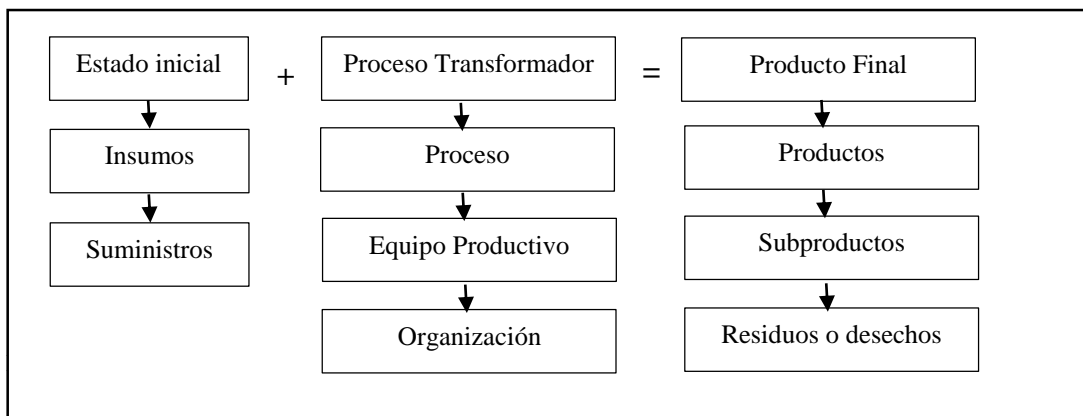 Estado inicial
+
Proceso Transformador
=
Producto Final
Insumos
Proceso
Productos
Suministros
Equipo Productivo
Subproductos
Organización
Residuos o desechos